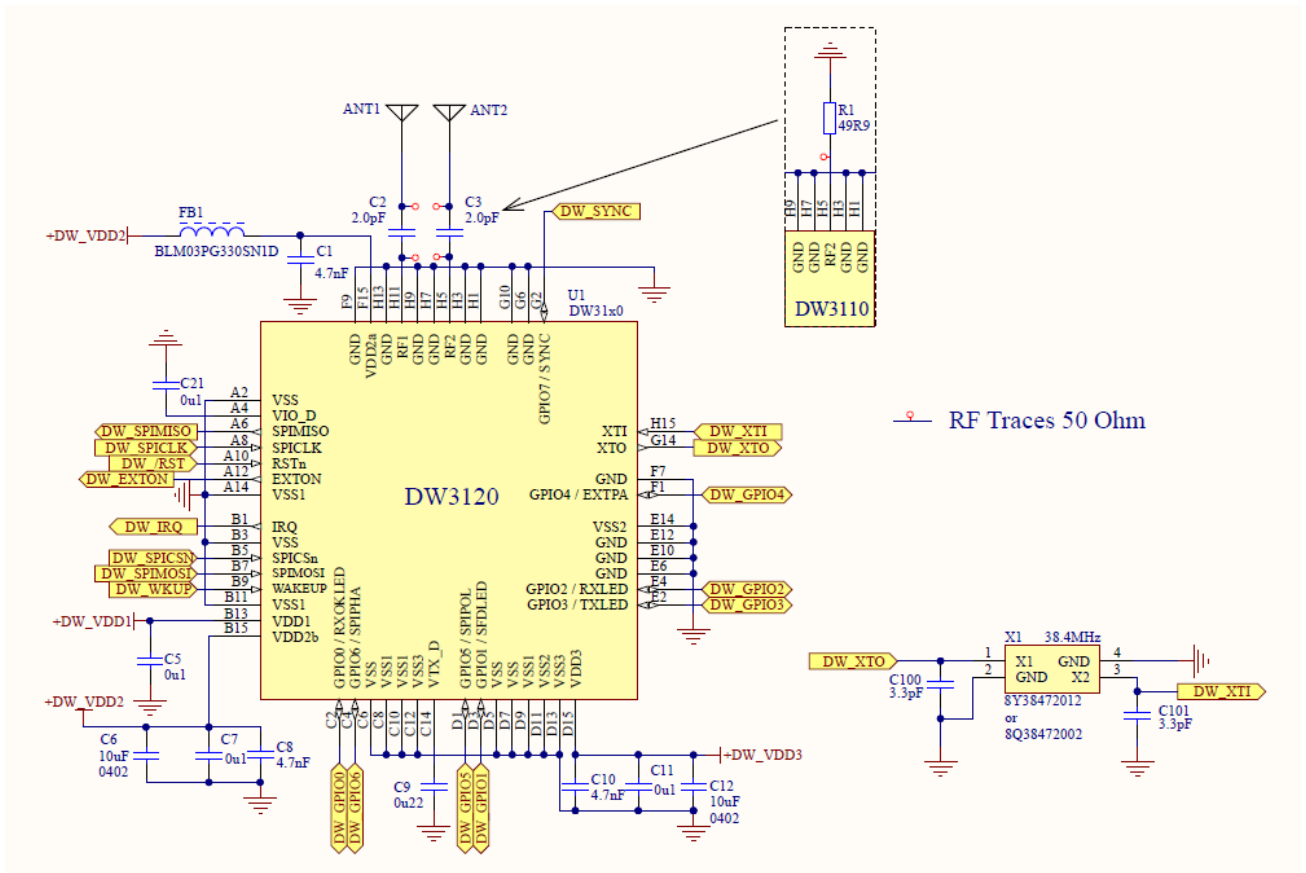 ANT1
ANT2
R1
49R9
C2
2.0pF
C3
2.0pF
DW_SYNC
H9
H7
H5
H3
H1
FB1
+DW_VDD2
BLM03PG330SN1D
C1
4.7nF
GND
GND
RF2
GND
GND
DW3110
F9
F15
H13
H11
H9
H7
H5
H3
H1
G10
G6
G2
U1
DW31x0
GND
VDD2a
GND
RF1
GND
GND
RF2
GND
GND
GND
GND
GPIO7 / SYNC
C21
0u1
A2
VSS
A4
VIO_D
DW_SPIMISO
A6
SPIMISO
DW_SPICLK
A8
SPICLK
DW_/RST
A10
RSTn
DW_EXTON
A12
EXTON
A14
VSS1
DW_IRQ
B1
IRQ
B3
VSS
DW_SPICSN
B5
SPICSn
DW_SPIMOSI
B7
SPIMOSI
DW_WKUP
B9
WAKEUP
B11
VSS1
+DW_VDD1
B13
VDD1
B15
VDD2b
DW3120
XTI
H15
DW_XTI
XTO
G14
DW_XTO
GND
F7
GPIO4 / EXTPA
F1
DW_GPIO4
VSS2
E14
GND
E12
GND
E10
GND
E6
GPIO2 / RXLED
E4
DW_GPIO2
GPIO3 / TXLED
E2
DW_GPIO3
RF Traces 50 Ohm
GPIO0 / RXOKLED
GPIO6 / SPIPHA
VSS
VSS1
VSS1
VSS3
VTX_D
GPIO5 / SPIPOL
GPIO1 / SFDLED
VSS
VSS
VSS1
VSS2
VSS3
VDD3
C2
C4
C6
C8
C10
C12
C14
D1
D3
D5
D7
D9
D11
D13
D15
C5
0u1
+DW_VDD2
C6
10uF
0402
C7
0u1
C8
4.7nF
DW_GPIO0
DW_GPIO6
C9
0u22
DW_GPIO5
DW_GPIO1
+DW_VDD3
C10
4.7nF
C11
0u1
C12
10uF
0402
X1
38.4MHz
DW_XTO
1
X1
GND
4
2
GND
X2
3
C100
3.3pF
8Y38472012
or
8Q38472002
DW_XTI
C101
3.3pF